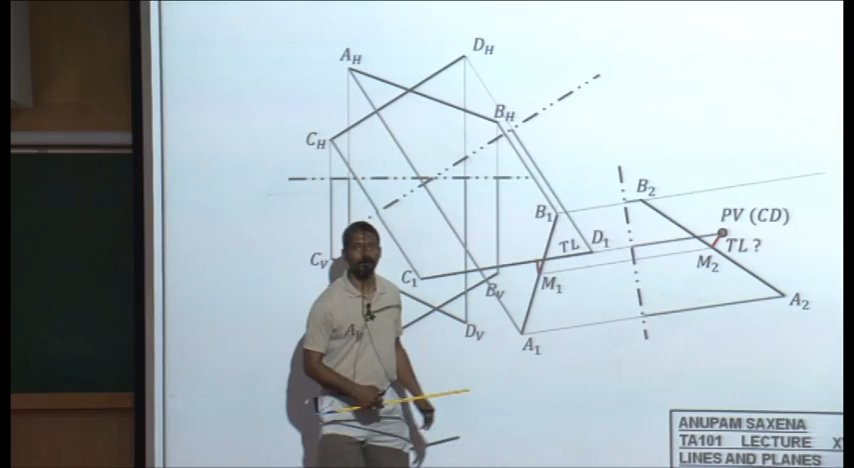 A_H
D_H
B_H
C_H
B_2
B_1
PV (CD)
TL
D_1
TL ?
M_2
C_V
C_1
B_V
M_1
A_2
A_V
D_V
A_1
ANUPAM SAXENA
TA101 LECTURE X
LINES AND PLANES